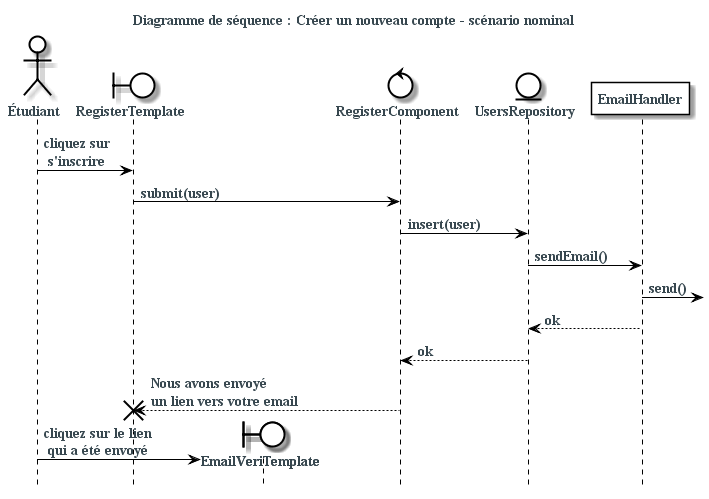 Diagramme de séquence : Créer un nouveau compte - scénario nominal
Étudiant
RegisterTemplate
RegisterComponent
UsersRepository
EmailHandler
cliquez sur
s'inscrire
submit(user)
insert(user)
sendEmail()
send()
ok
ok
Nous avons envoyé
un lien vers votre email
cliquez sur le lien
qui a été envoyé
EmailVeriTemplate